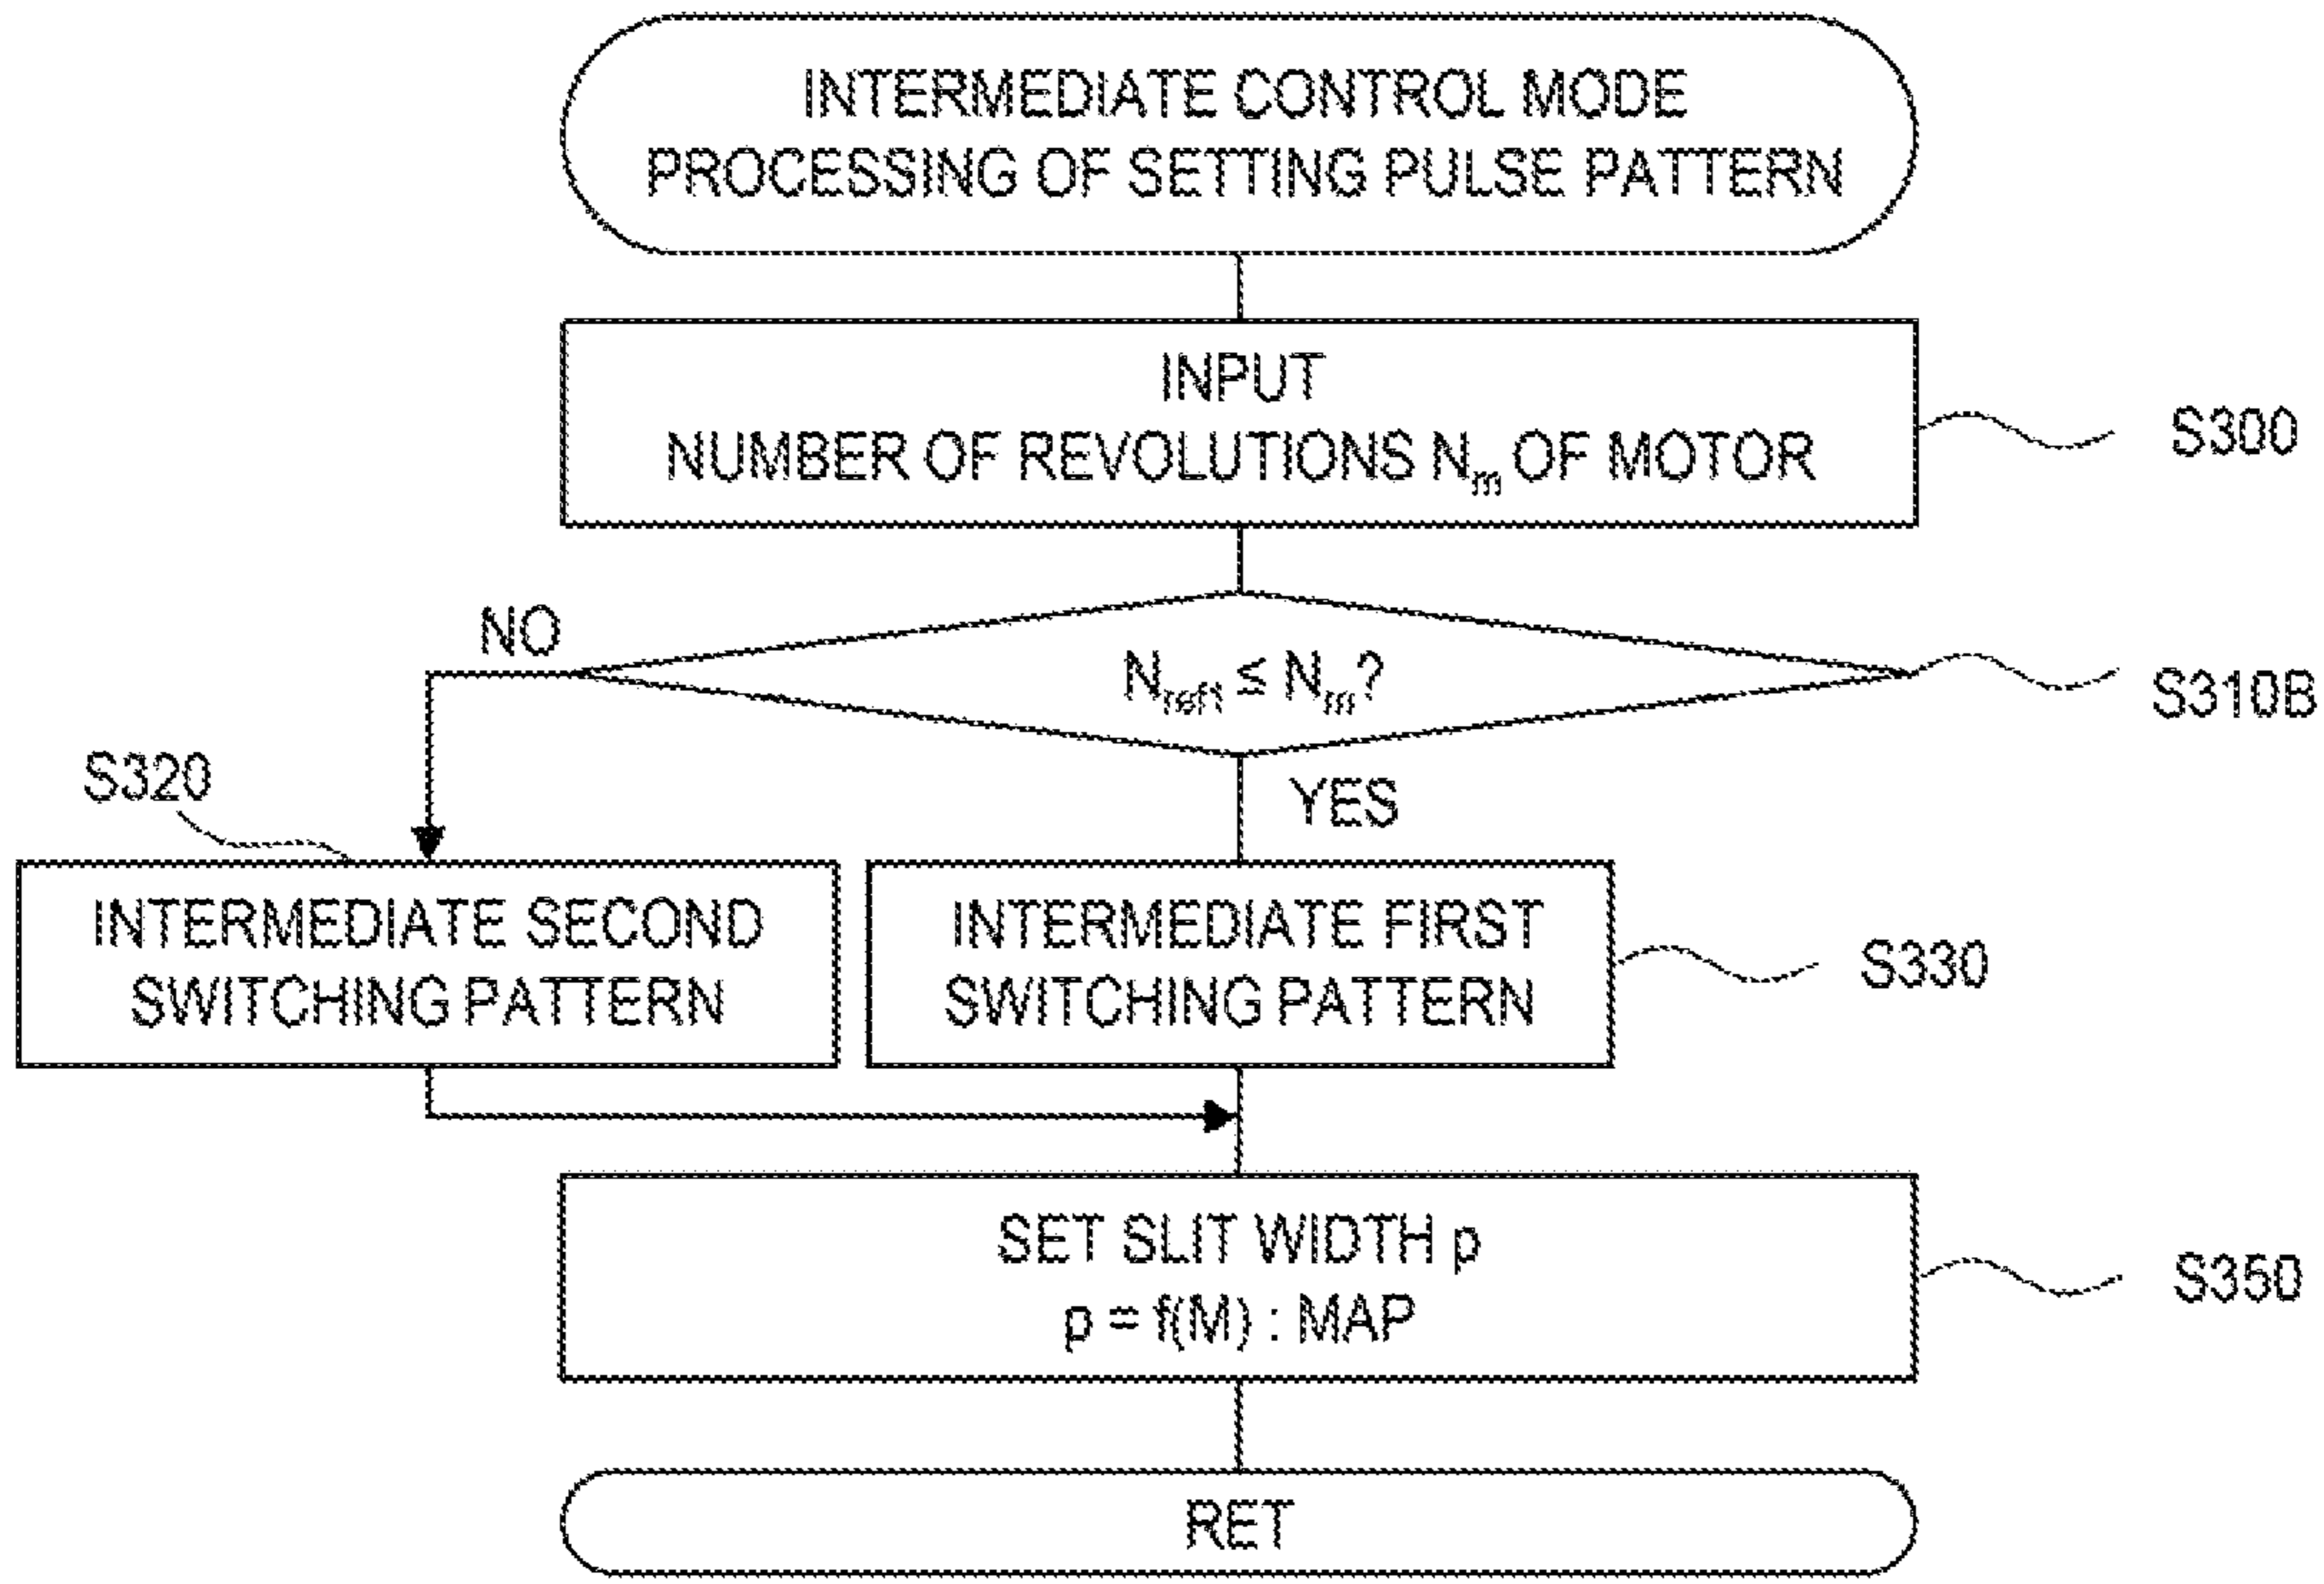 INTERMEDIATE CONTROL MODE
PROCESSING OF SETTING PULSE PATTERN
INPUT
NUMBER OF REVOLUTIONS Nm OF MOTOR
S300
NO
Nref1 ≤ Nm?
S310B
S320
YES
INTERMEDIATE SECOND
SWITCHING PATTERN
INTERMEDIATE FIRST
SWITCHING PATTERN
S330
SET SLIT WIDTH p
p = f(M) : MAP
S350
RET